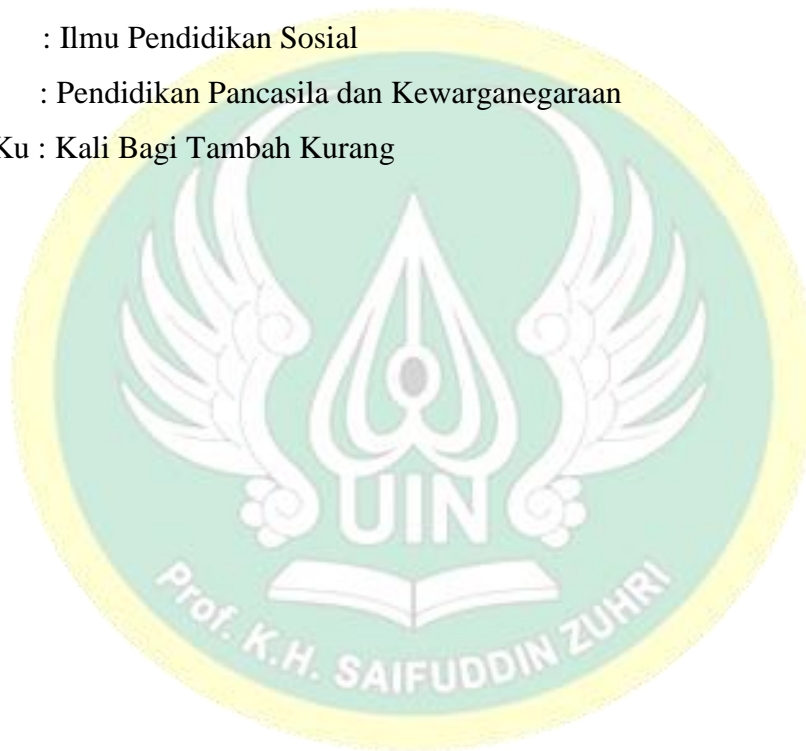 : Ilmu Pendidikan Sosial
: Pendidikan Pancasila dan Kewarganegaraan
Ku : Kali Bagi Tambah Kurang
UIN
Prof. K.H. SAIFUDDIN ZUHRI